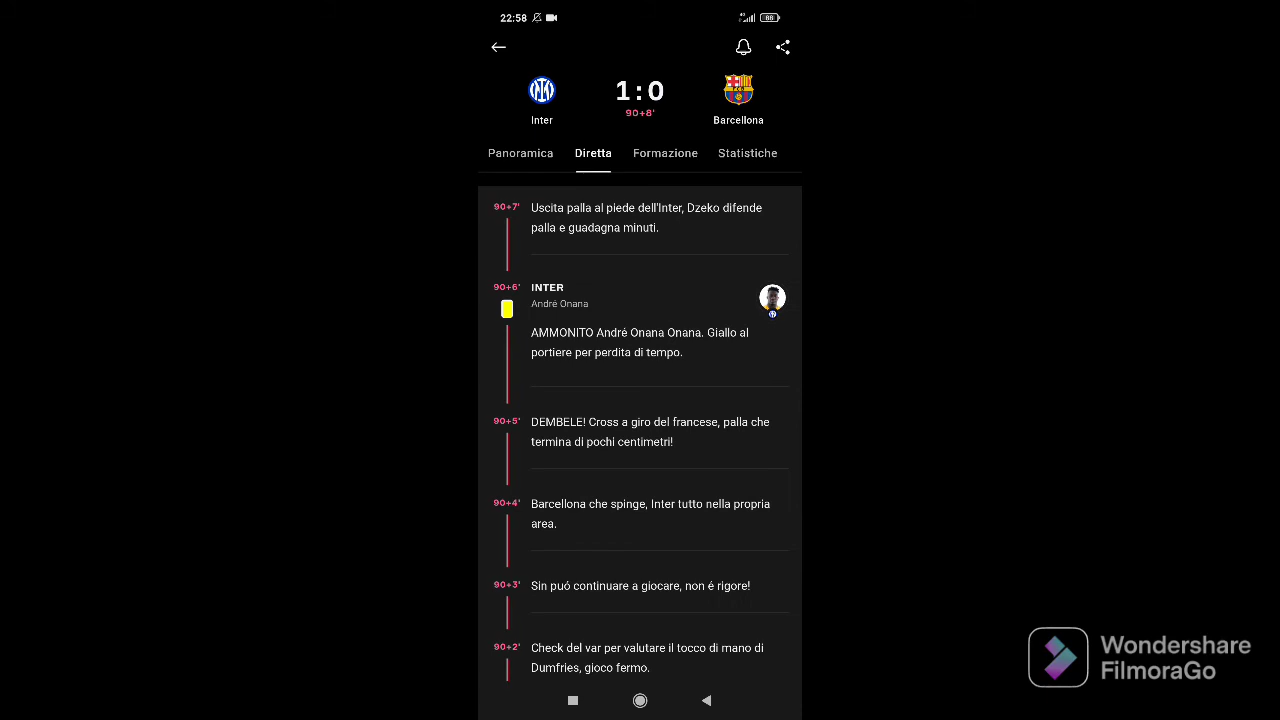 22:58
4G
88
1 : 0
90+8'
Inter
Barcellona
Panoramica
Diretta
Formazione
Statistiche
90+7'
Uscita palla al piede dell'Inter, Dzeko difende
palla e guadagna minuti.
90+6'
INTER
André Onana
AMMONITO André Onana Onana. Giallo al
portiere per perdita di tempo.
90+5'
DEMBELE! Cross a giro del francese, palla che
termina di pochi centimetri!
90+4'
Barcellona che spinge, Inter tutto nella propria
area.
90+3'
Sin puó continuare a giocare, non é rigore!
90+2'
Check del var per valutare il tocco di mano di
Dumfries, gioco fermo.
Wondershare
FilmoraGo